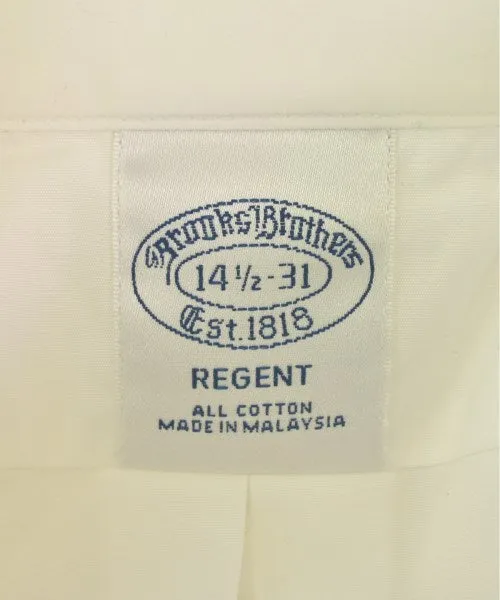 Brooks Brothers
14 ½ - 31
Est. 1818
REGENT
ALL COTTON
MADE IN MALAYSIA